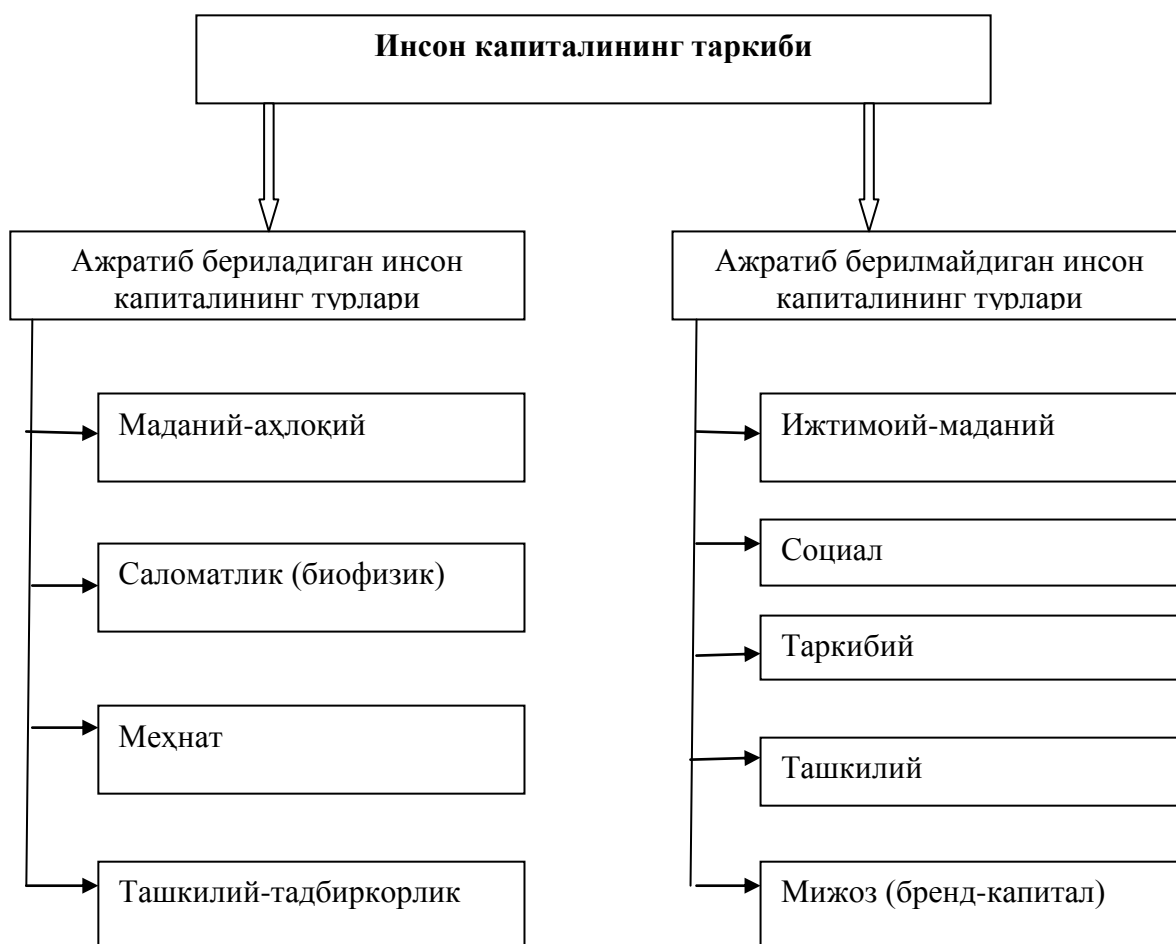 Инсон капиталининг таркиби
Ажратиб бериладиган инсон
капиталининг турлари
Маданий-аҳлоқий
Саломатлик (биофизик)
Меҳнат
Ташкилий-тадбиркорлик
Ажратиб берилмайдиган инсон
капиталининг турлари
Ижтимоий-маданий
Социал
Таркибий
Ташкилий
Мижоз (бренд-капитал)